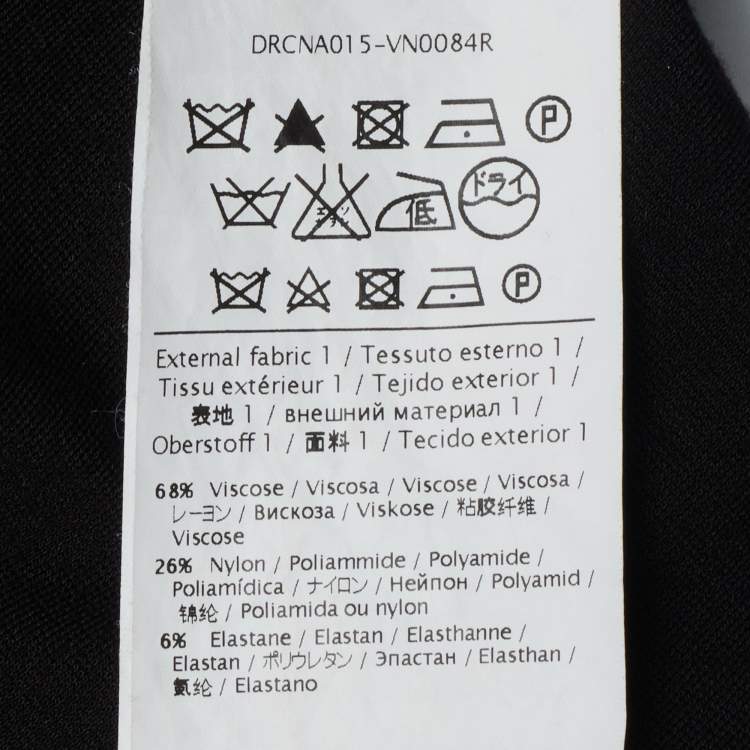 DRCNA015-VN0084R
P
低 ドライ
P
External fabric 1 / Tessuto esterno 1 /
Tissu extérieur 1 / Tejido exterior 1 /
表地 1 / внешний материал 1 /
Oberstoff 1 / 面料 1 / Tecido exterior 1
68% Viscose / Viscosa / Viscose / Viscosa /
レーヨン / Вискоза / Viskose / 粘胶纤维 /
Viscose
26% Nylon / Poliammide / Polyamide /
Poliamídica / ナイロン / Нейпон / Polyamid /
锦纶 / Poliamida ou nylon
6% Elastane / Elastan / Elasthanne /
Elastan / ポリウレタン / Эпастан / Elasthan /
氨纶 / Elastano